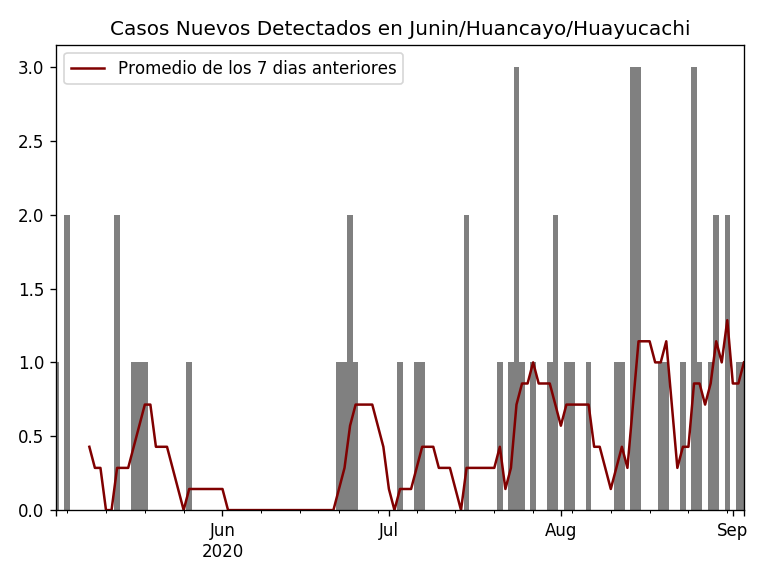 Casos Nuevos Detectados en Junin/Huancayo/Huayucachi
Promedio de los 7 dias anteriores
3.0
2.5
2.0
1.5
1.0
0.5
0.0
Jun
2020
Jul
Aug
Sep